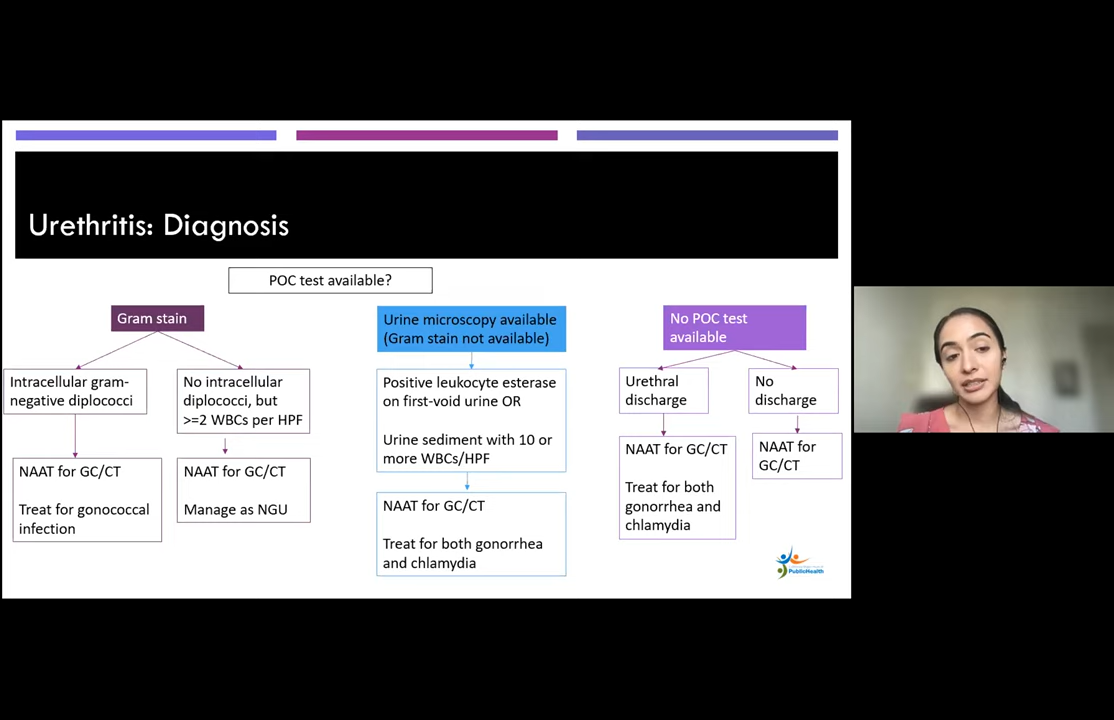 Urethritis: Diagnosis
POC test available?
Gram stain
Intracellular gram-
negative diplococci
NAAT for GC/CT
Treat for gonococcal
infection
No intracellular
diplococci, but
>=2 WBCs per HPF
NAAT for GC/CT
Manage as NGU
Urine microscopy available
(Gram stain not available)
Positive leukocyte esterase
on first-void urine OR
Urine sediment with 10 or
more WBCs/HPF
NAAT for GC/CT
Treat for both gonorrhea
and chlamydia
No POC test
available
Urethral
discharge
NAAT for GC/CT
Treat for both
gonorrhea and
chlamydia
No
discharge
NAAT for
GC/CT
PublicHealth